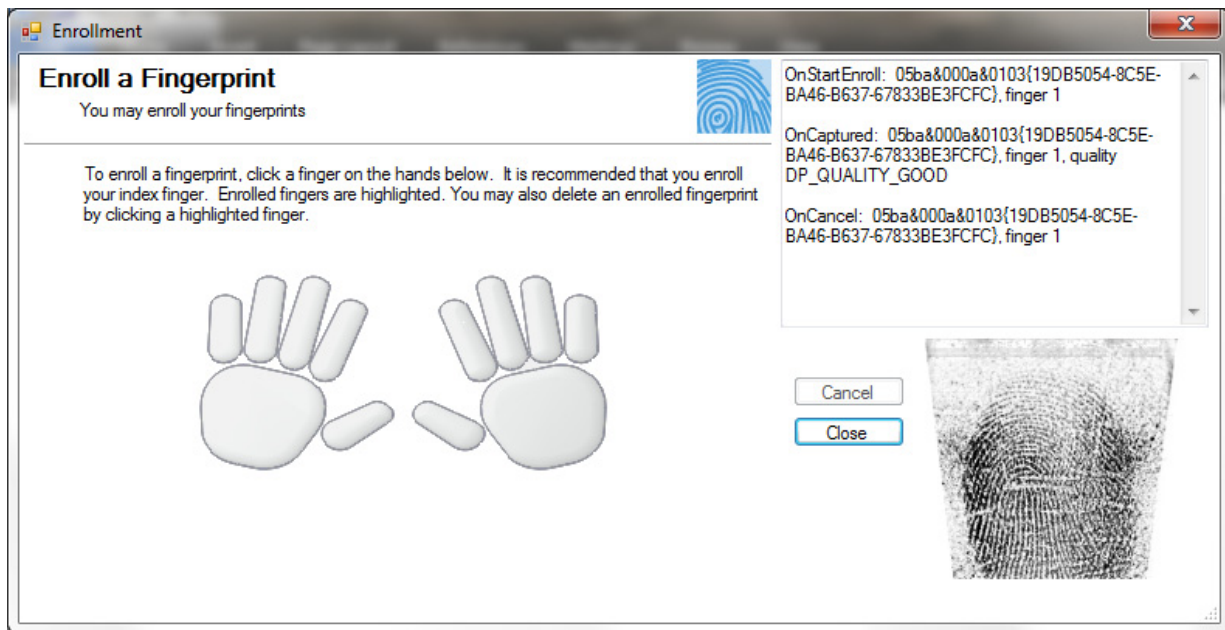 Enrollment
Enroll a Fingerprint
You may enroll your fingerprints
To enroll a fingerprint, click a finger on the hands below. It is recommended that you enroll
your index finger. Enrolled fingers are highlighted. You may also delete an enrolled fingerprint
by clicking a highlighted finger.
OnStartEnroll: 05ba&000a&0103{19DB5054-8C5E-
BA46-B637-67833BE3FCFC}, finger 1
OnCaptured: 05ba&000a&0103{19DB5054-8C5E-
BA46-B637-67833BE3FCFC}, finger 1, quality
DP_QUALITY_GOOD
OnCancel: 05ba&000a&0103{19DB5054-8C5E-
BA46-B637-67833BE3FCFC}, finger 1
Cancel
Close